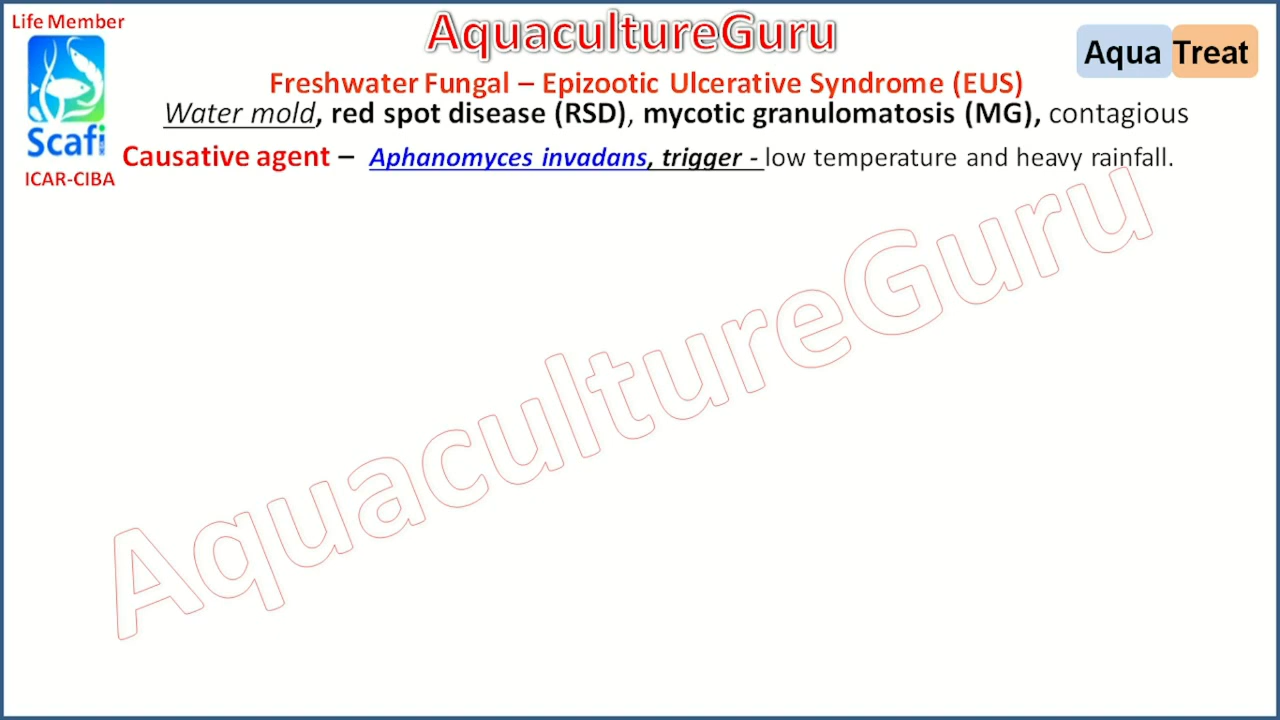 Life Member
AquacultureGuru
Aqua Treat
Freshwater Fungal – Epizootic Ulcerative Syndrome (EUS)
Water mold, red spot disease (RSD), mycotic granulomatosis (MG), contagious
Scafi
Causative agent – Aphanomyces invadans, trigger - low temperature and heavy rainfall.
ICAR-CIBA
AquacultureGuru